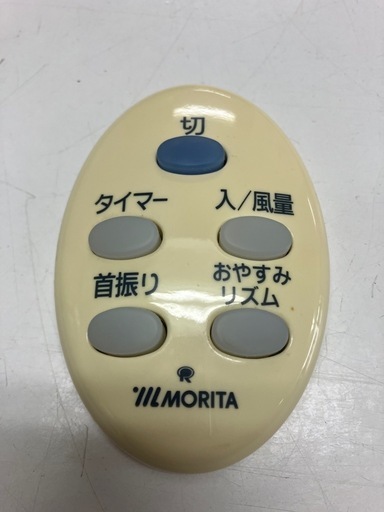 切
タイマー 入/風量
首振り おやすみ
リズム
R
MORITA